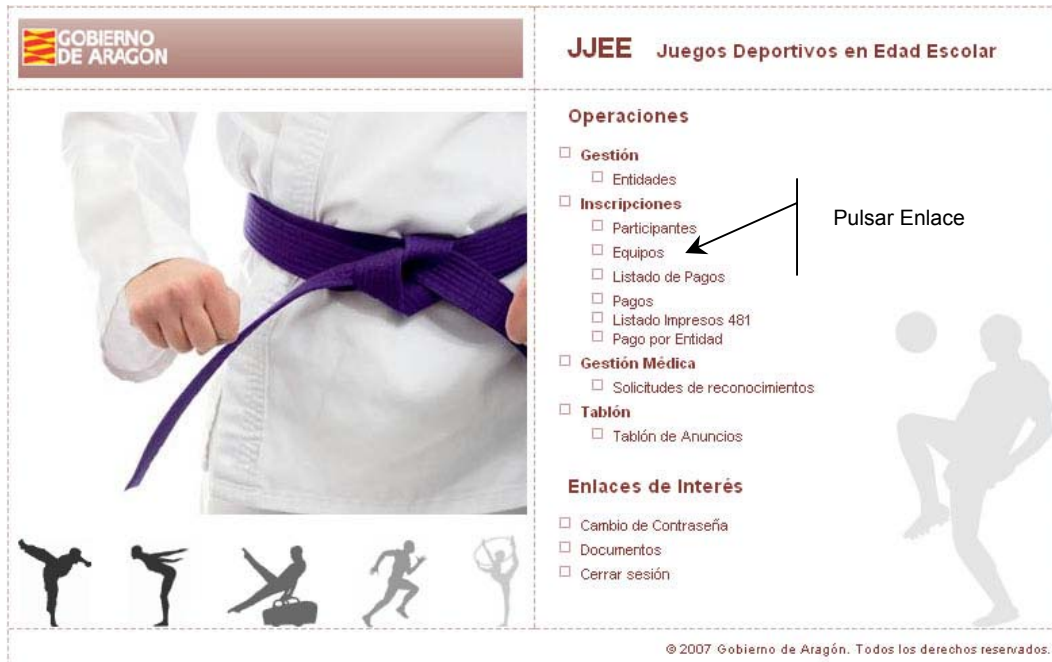 GOBIERNO
DE ARAGON
JJEE Juegos Deportivos en Edad Escolar
Operaciones
Gestión
Entidades
Inscripciones
Participantes
Equipos
Listado de Pagos
Pagos
Listado Impresos 481
Pago por Entidad
Gestión Médica
Solicitudes de reconocimientos
Tablón
Tablón de Anuncios
Pulsar Enlace
Enlaces de Interés
Cambio de Contraseña
Documentos
Cerrar sesión
© 2007 Gobierno de Aragón. Todos los derechos reservados.